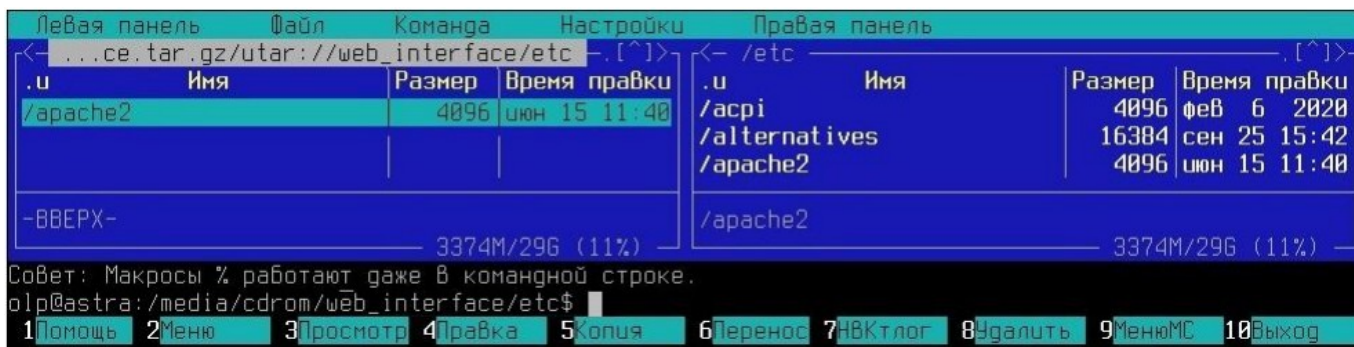 Левая панель Файл Команда Настройки Правая панель
<— ...ce.tar.gz/utar://web_interface/etc —.[^]> <— /etc —.[^]>
.и Имя Размер Время правки .и Имя Размер Время правки
/apache2 4096 июн 15 11:40 /acpi 4096 фев 6 2020
/alternatives 16384 сен 25 15:42
/apache2 4096 июн 15 11:40
-ВВЕРХ- /apache2
3374M/29G (11%) 3374M/29G (11%)
Совет: Макросы % работают даже в командной строке.
olp@astra:/media/cdrom/web_interface/etc$
1Помощь 2Меню 3Просмотр 4Правка 5Копия 6Перенос 7НВКтлог 8Удалить 9МенюMC 10Выход